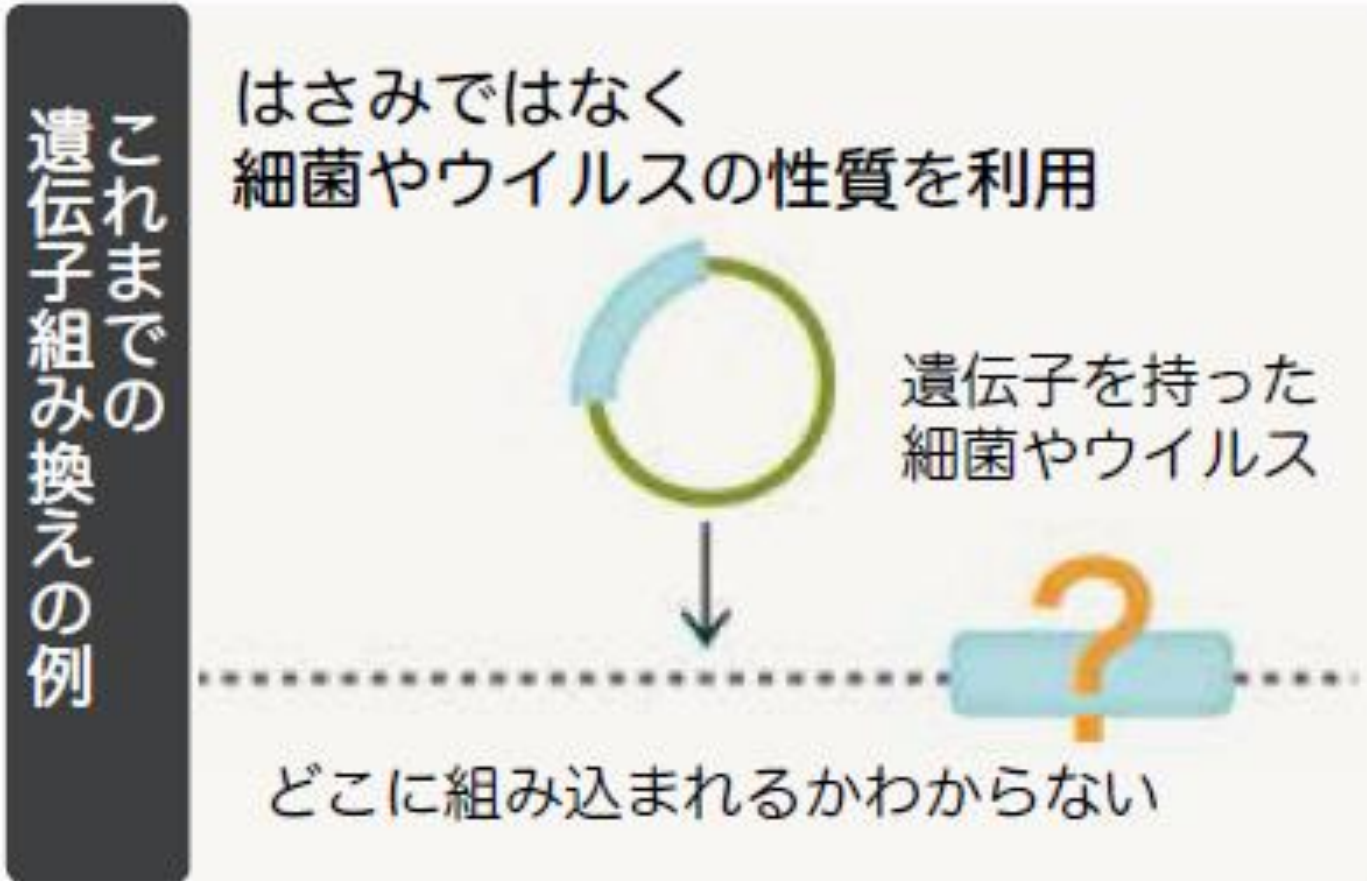 これまでの
遺伝子組み換えの例
はさみではなく
細菌やウイルスの性質を利用
遺伝子を持った
細菌やウイルス
?
どこに組み込まれるかわからない